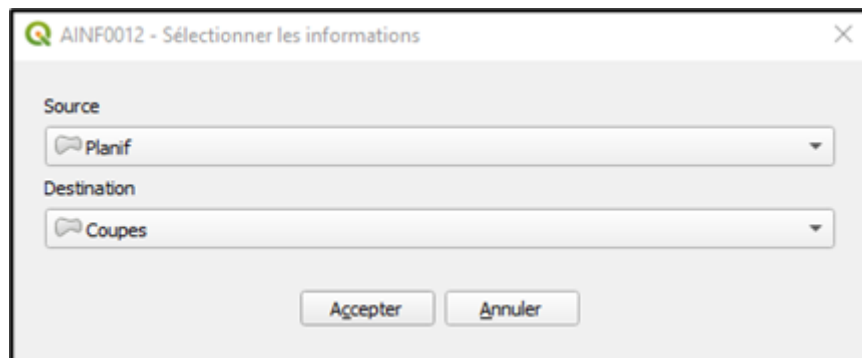 AINF0012 - Sélectionner les informations
Source
Planif
Destination
Coupes
Accepter Annuler